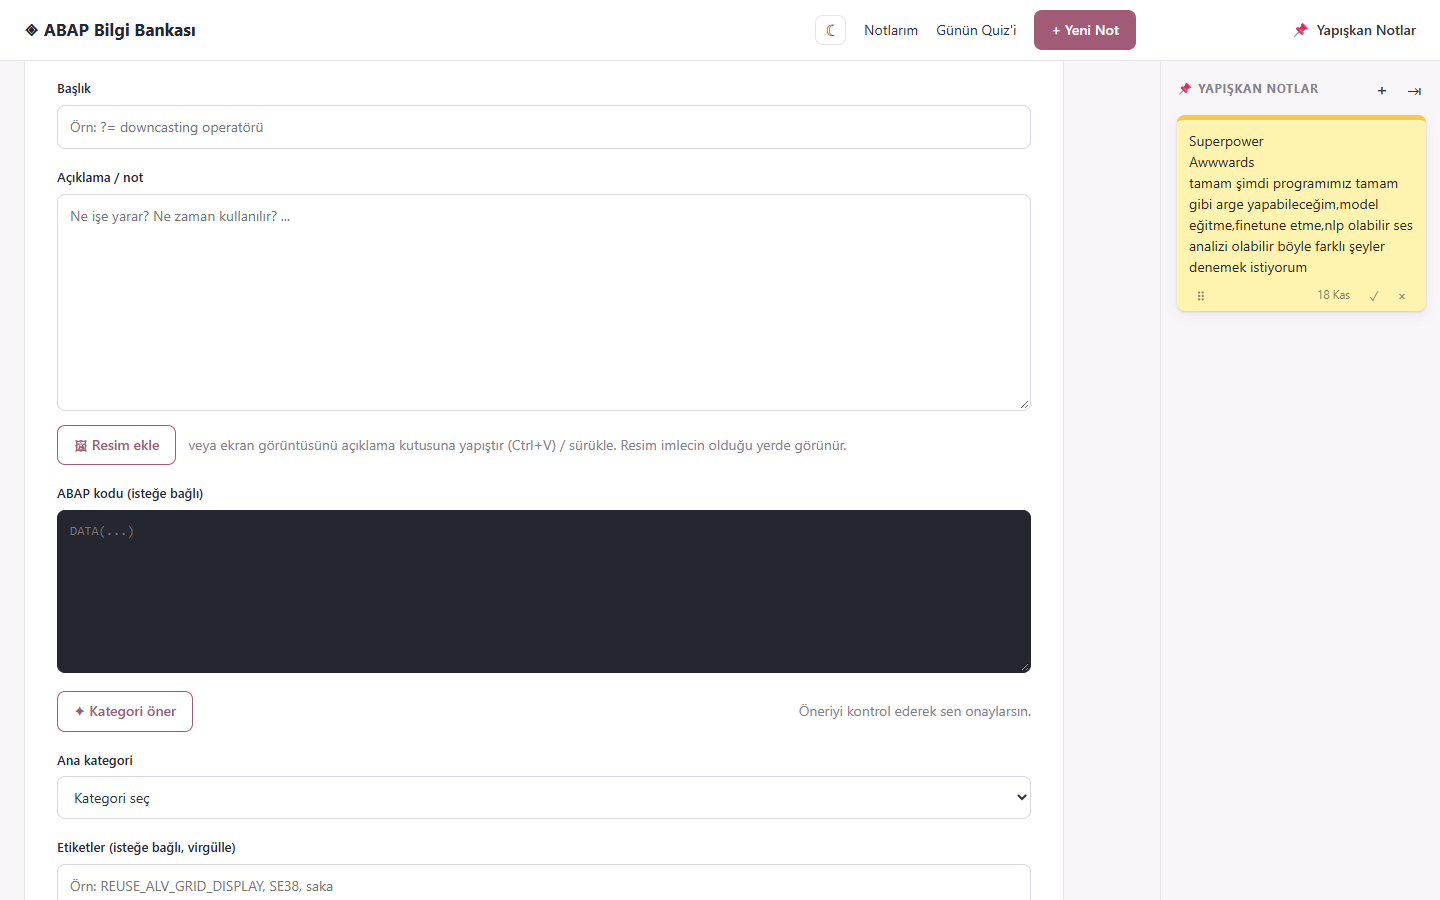 ◈ ABAP Bilgi Bankası
☾ Notlarım Günün Quiz'i + Yeni Not
📌 Yapışkan Notlar
Başlık
Örn: ?= downcasting operatörü
Açıklama / not
Ne işe yarar? Ne zaman kullanılır? ...
🖼 Resim ekle veya ekran görüntüsünü açıklama kutusuna yapıştır (Ctrl+V) / sürükle. Resim imlecin olduğu yerde görünür.
ABAP kodu (isteğe bağlı)
DATA(...)
✦ Kategori öner Öneriyi kontrol ederek sen onaylarsın.
Ana kategori
Kategori seç
Etiketler (isteğe bağlı, virgülle)
Örn: REUSE_ALV_GRID_DISPLAY, SE38, saka
📌 YAPIŞKAN NOTLAR + ⇥
Superpower
Awwwards
tamam şimdi programımız tamam
gibi arge yapabileceğim,model
eğitme,finetune etme,nlp olabilir ses
analizi olabilir böyle farklı şeyler
denemek istiyorum
⠿ 18 Kas ✓ ×